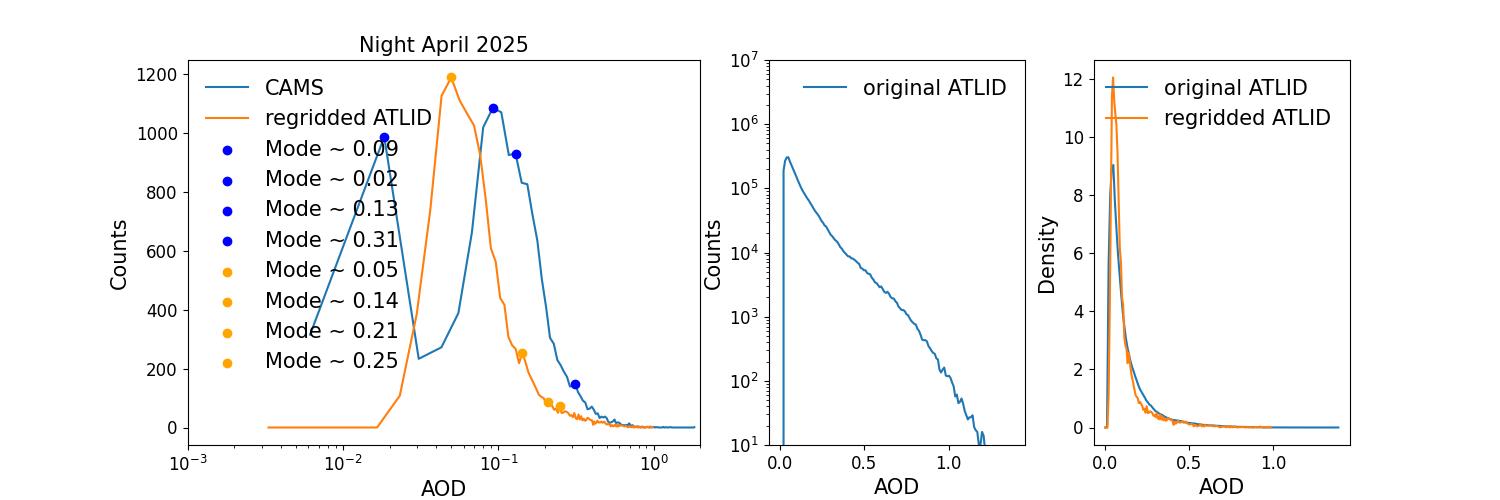 Night April 2025
Counts
1200
1000
800
600
400
200
0
CAMS
regridded ATLID
Mode ~ 0.09
Mode ~ 0.02
Mode ~ 0.13
Mode ~ 0.31
Mode ~ 0.05
Mode ~ 0.14
Mode ~ 0.21
Mode ~ 0.25
10⁻³ 10⁻² 10⁻¹ 10⁰
AOD
Counts
10⁷
10⁶
10⁵
10⁴
10³
10²
10¹
original ATLID
0.0 0.5 1.0
AOD
Density
12
10
8
6
4
2
0
original ATLID
regridded ATLID
0.0 0.5 1.0
AOD